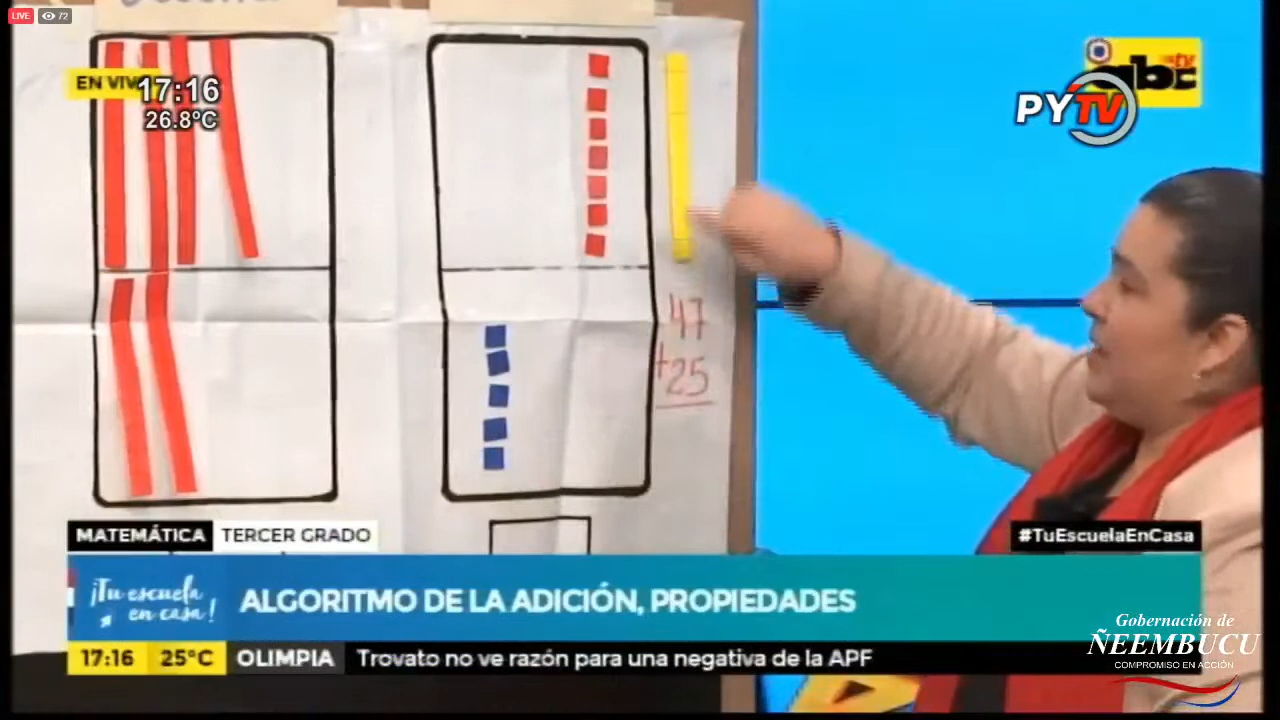 LIVE 72
EN VIVO
17:16
26.8ºC
abc tv
PYTV
47
+25
MATEMÁTICA TERCER GRADO
#TuEscuelaEnCasa
¡Tu escuela
en casa!
ALGORITMO DE LA ADICIÓN, PROPIEDADES
17:16 25°C OLIMPIA Trovato no ve razón para una negativa de la APF
Gobernación de
ÑEEMBUCU
COMPROMISO EN ACCIÓN